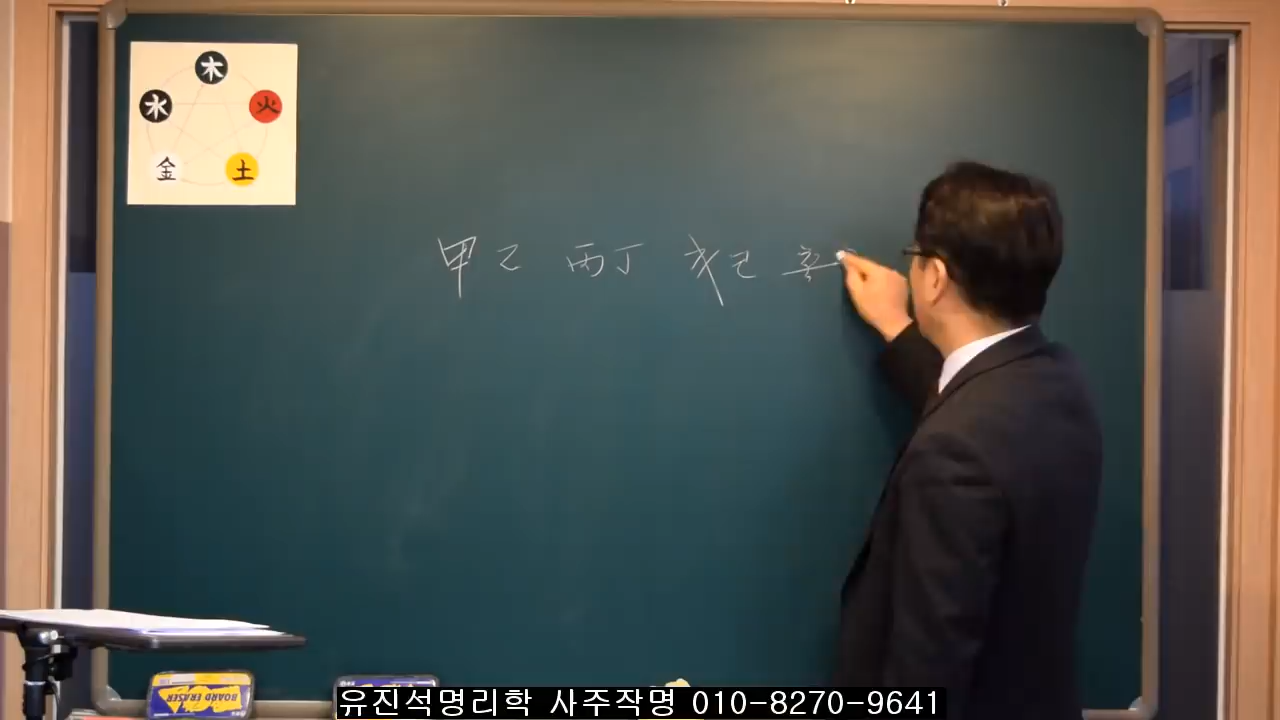 木
水 火
金 土
甲乙 丙丁 戊己
BOARD ERASER
유진석명리학 사주작명 010-8270-9641